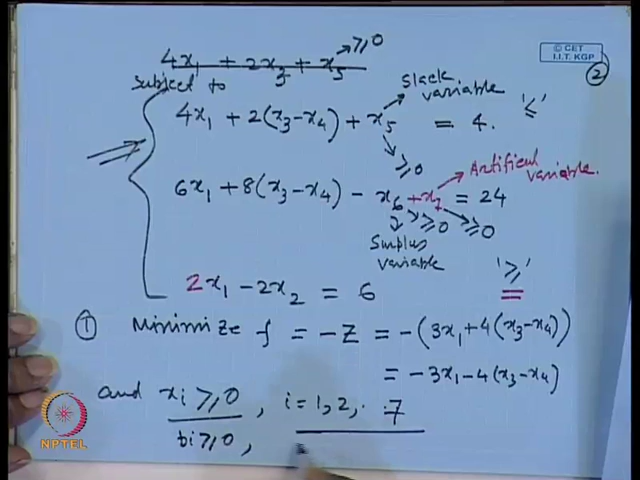 4x₁ + 2x₃ + x₅ → ≥0
© CET
I.I.T. KGP
2
Subject to
Slack variable
4x₁ + 2(x₃-x₄) + x₅ = 4. '≤'
≥0
Artificial variable.
6x₁ + 8(x₃-x₄) - x₆ + x₇ = 24
≥0 ≥0
Surplus variable
'≥'
2x₁ - 2x₂ = 6
① Minimize f = -Z = -(3x₁+4(x₃-x₄))
= -3x₁-4(x₃-x₄)
and xi ≥ 0, i = 1, 2, . 7
bi ≥ 0,
NPTEL